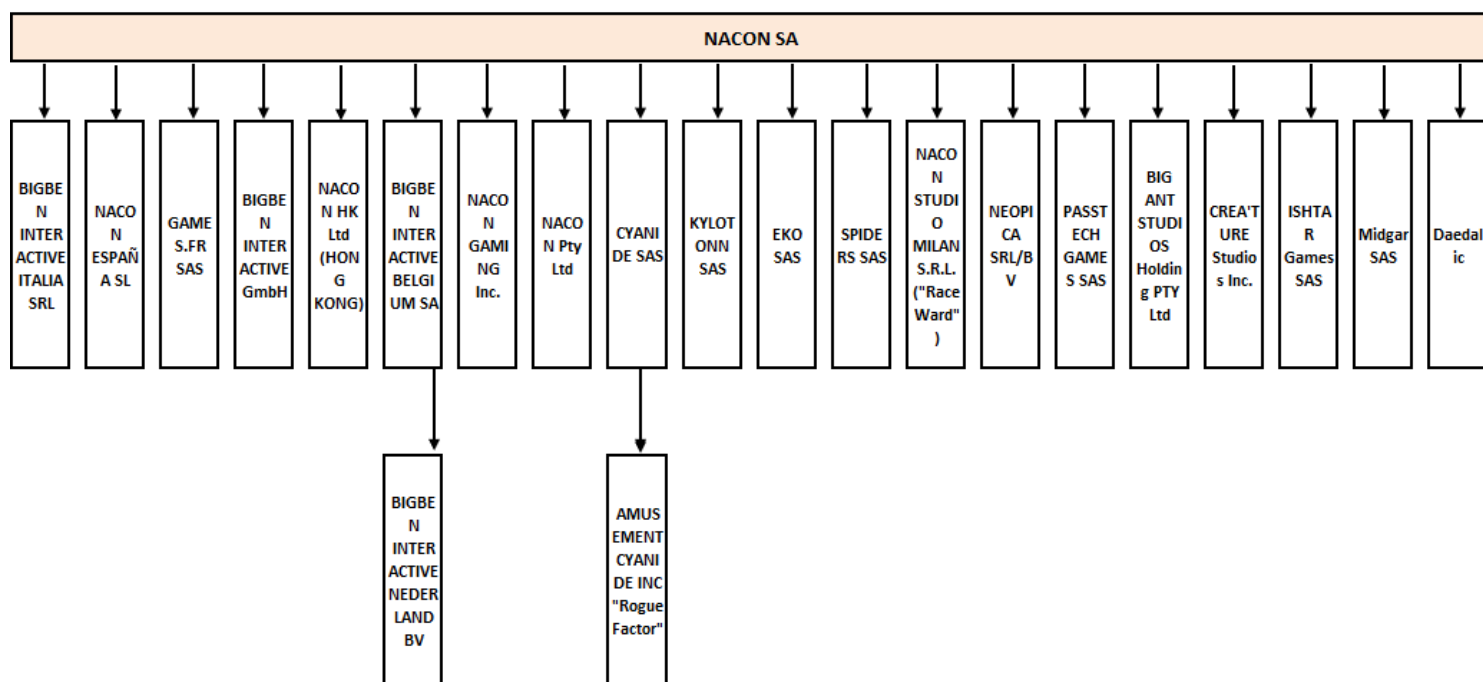 NACON SA
BIGBE
N
INTER
ACTIVE
ITALIA
SRL
NACO
N
ESPAÑ
A SL
GAME
S.FR
SAS
BIGBE
N
INTER
ACTIVE
GmbH
NACO
N HK
Ltd
(HON
G
KONG)
BIGBE
N
INTER
ACTIVE
BELGI
UM SA
NACO
N
GAMI
NG
Inc.
NACO
N Pty
Ltd
CYANI
DE SAS
KYLOT
ONN
SAS
EKO
SAS
SPIDE
RS SAS
NACO
N
STUDI
O
MILAN
S.R.L.
("Race
Ward"
)
NEOPI
CA
SRL/B
V
PASST
ECH
GAME
S SAS
BIG
ANT
STUDI
OS
Holdin
g PTY
Ltd
CREA'T
URE
Studio
s Inc.
ISHTA
R
Games
SAS
Midgar
SAS
Daedal
ic
BIGBE
N
INTER
ACTIVE
NEDER
LAND
BV
AMUS
EMENT
CYANI
DE INC
"Rogue
Factor"